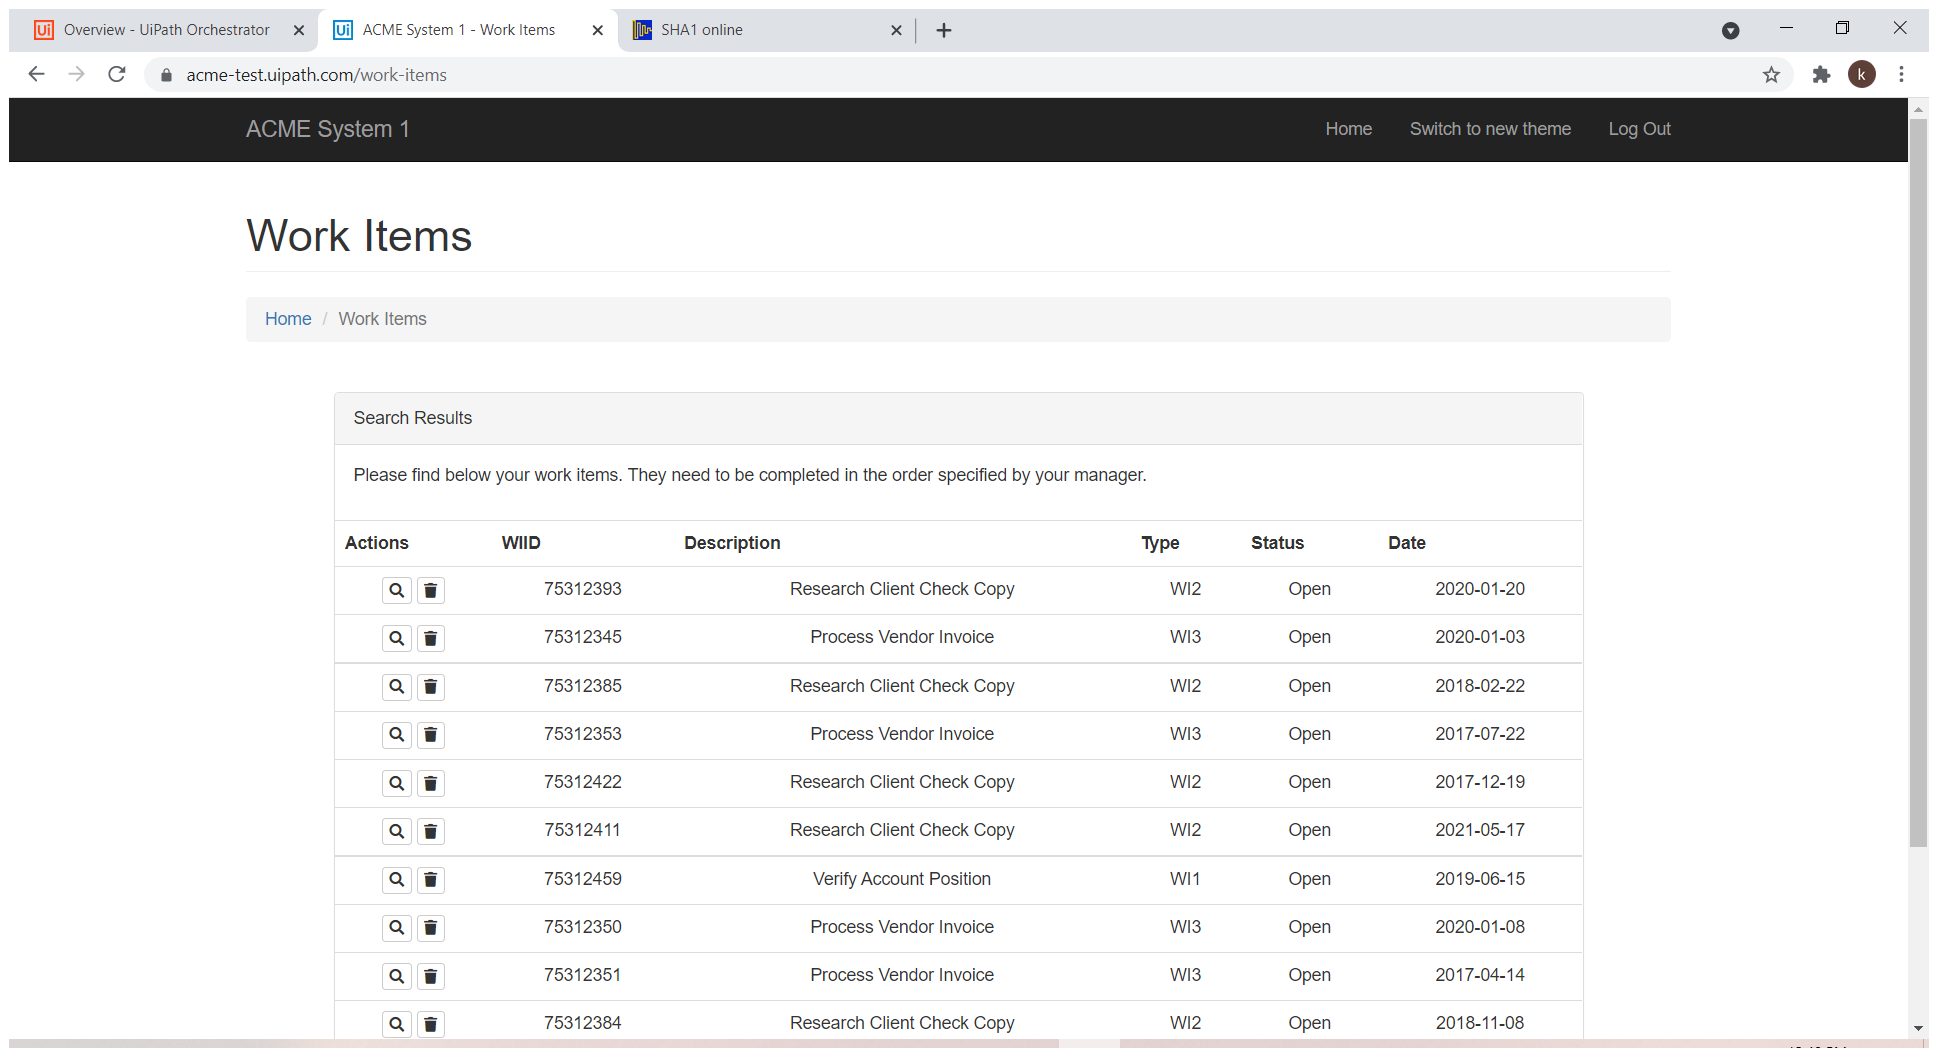 Overview - UiPath Orchestrator
ACME System 1 - Work Items
SHA1 online
acme-test.uipath.com/work-items
k
ACME System 1
Home Switch to new theme Log Out
Work Items
Home / Work Items
Search Results
Please find below your work items. They need to be completed in the order specified by your manager.
Actions WIID Description Type Status Date
75312393 Research Client Check Copy WI2 Open 2020-01-20
75312345 Process Vendor Invoice WI3 Open 2020-01-03
75312385 Research Client Check Copy WI2 Open 2018-02-22
75312353 Process Vendor Invoice WI3 Open 2017-07-22
75312422 Research Client Check Copy WI2 Open 2017-12-19
75312411 Research Client Check Copy WI2 Open 2021-05-17
75312459 Verify Account Position WI1 Open 2019-06-15
75312350 Process Vendor Invoice WI3 Open 2020-01-08
75312351 Process Vendor Invoice WI3 Open 2017-04-14
75312384 Research Client Check Copy WI2 Open 2018-11-08